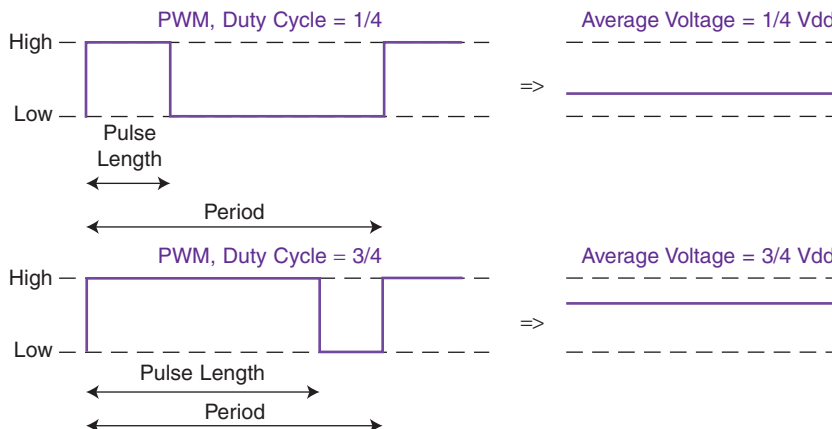 PWM, Duty Cycle = 1/4
Average Voltage = 1/4 Vdd
High
=>
Low
Pulse
Length
Period
PWM, Duty Cycle = 3/4
Average Voltage = 3/4 Vdd
High
=>
Low
Pulse Length
Period